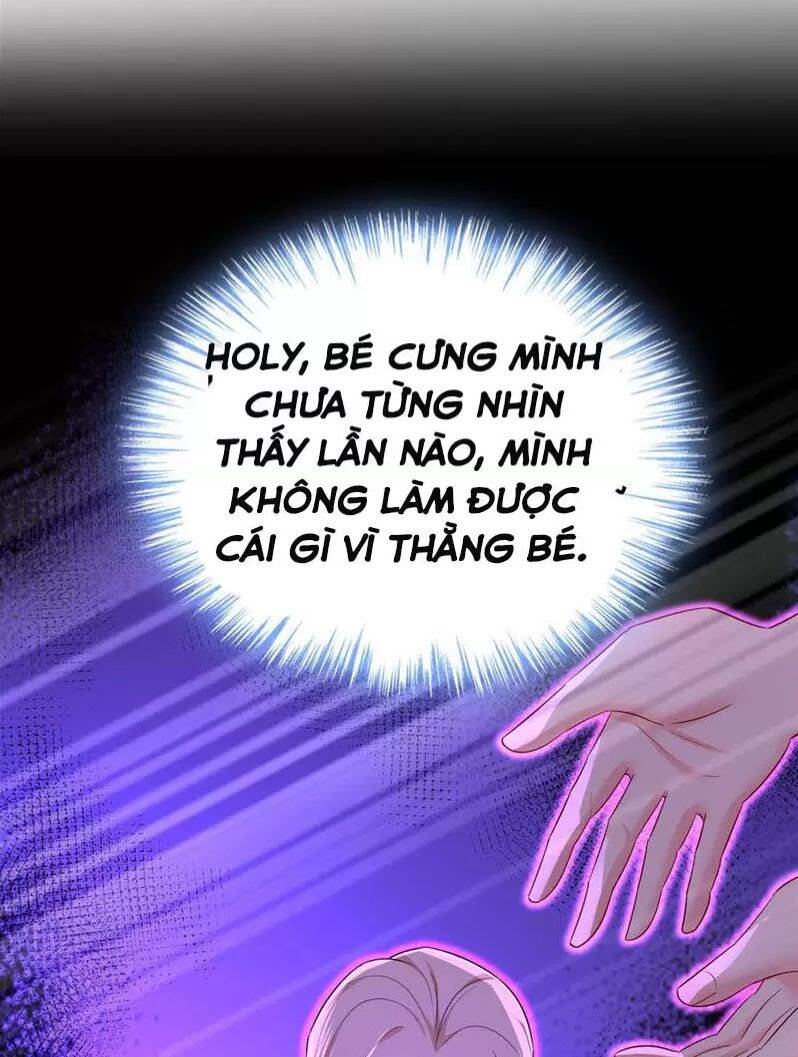 HOLY, BÉ CƯNG MÌNH
CHƯA TỪNG NHÌN
THẤY LẦN NÀO, MÌNH
KHÔNG LÀM ĐƯỢC
CÁI GÌ VÌ THẰNG BÉ.